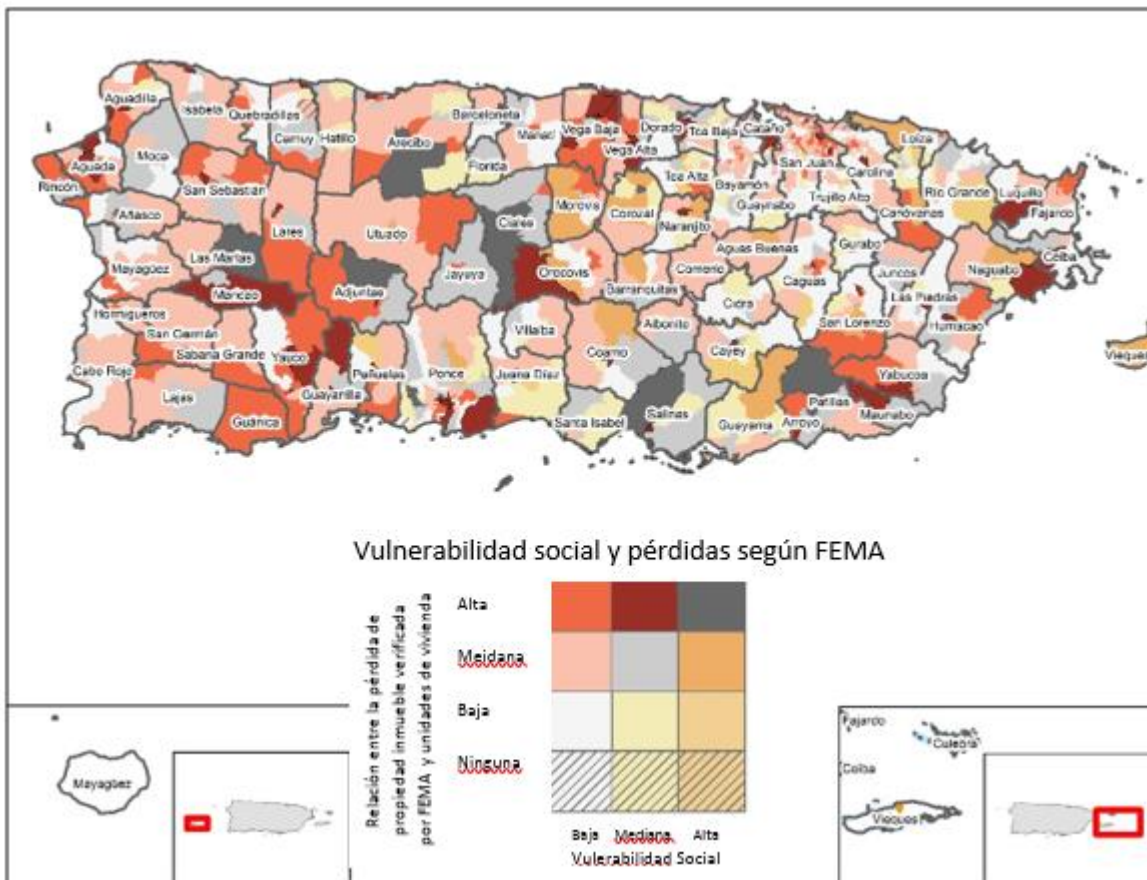 Aguadilla
Isabela
Quebradillas
Camuy
Hatillo
Arecibo
Barceloneta
Manatí
Vega Baja
Dorado
Toa Baja
Cataño
Loíza
Aguada
Moca
Florida
Vega Alta
San Juan
Carolina
Rincón
San Sebastián
Toa Alta
Bayamón
Trujillo Alto
Río Grande
Luquillo
Añasco
Lares
Utuado
Ciales
Morovis
Corozal
Naranjito
Guaynabo
Canóvanas
Fajardo
Las Marías
Aguas Buenas
Gurabo
Ceiba
Mayagüez
Maricao
Adjuntas
Jayuya
Orocovis
Barranquitas
Comerío
Caguas
Juncos
Naguabo
Hormigueros
Cidra
Las Piedras
San Germán
Sabana Grande
Yauco
Villalba
Aibonito
San Lorenzo
Humacao
Cabo Rojo
Lajas
Guayanilla
Peñuelas
Ponce
Juana Díaz
Coamo
Cayey
Yabucoa
Vieques
Guánica
Santa Isabel
Salinas
Guayama
Patillas
Arroyo
Maunabo
Vulnerabilidad social y pérdidas según FEMA
Relación entre la pérdida de
propiedad inmueble verificada
por FEMA y unidades de vivienda
Alta
Meidana
Baja
Ninguna
Baja Mediana Alta
Vulerabilidad Social
Mayagüez
Fajardo
Culebra
Ceiba
Vieques